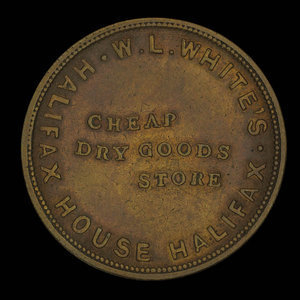 · W. L. WHITE'S :
HALIFAX HOUSE HALIFAX
CHEAP
DRY GOODS
STORE